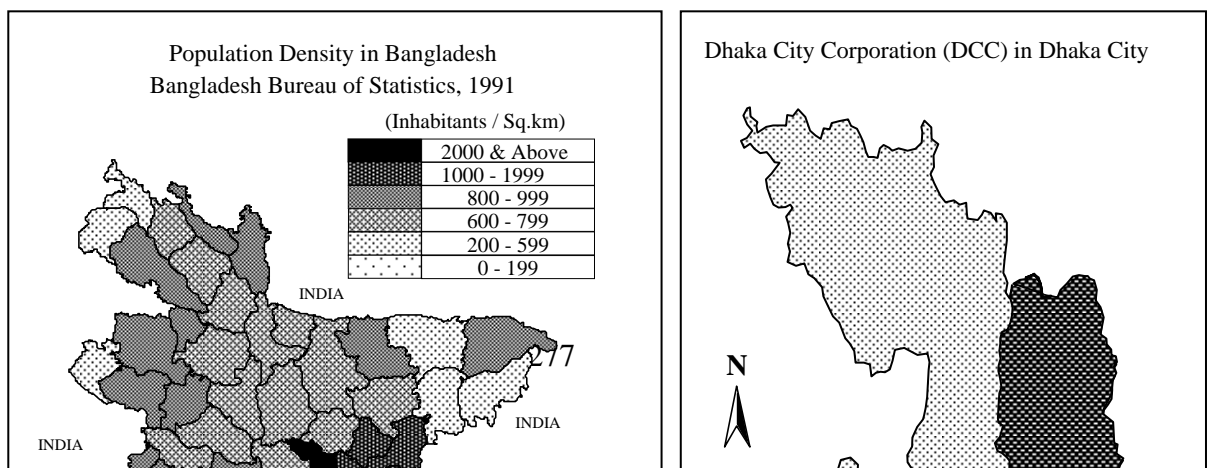 Population Density in Bangladesh
Bangladesh Bureau of Statistics, 1991
(Inhabitants / Sq.km)
2000 & Above
1000 - 1999
800 - 999
600 - 799
200 - 599
0 - 199
INDIA
277
INDIA
INDIA
Dhaka City Corporation (DCC) in Dhaka City
N